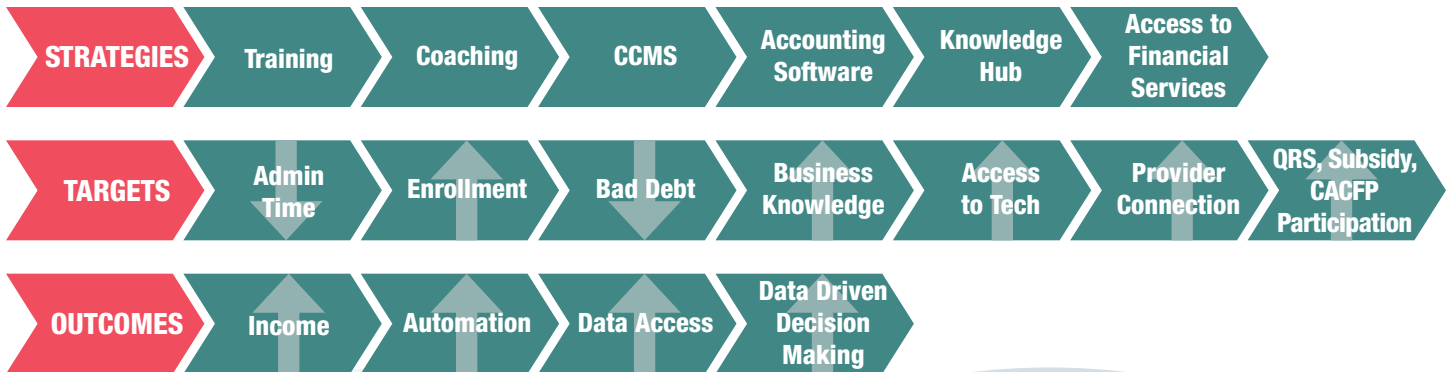 STRATEGIES
Training
Coaching
CCMS
Accounting
Software
Knowledge
Hub
Access to
Financial
Services
TARGETS
Admin
Time
Enrollment
Bad Debt
Business
Knowledge
Access
to Tech
Provider
Connection
QRS, Subsidy,
CACFP
Participation
OUTCOMES
Income
Automation
Data Access
Data Driven
Decision
Making